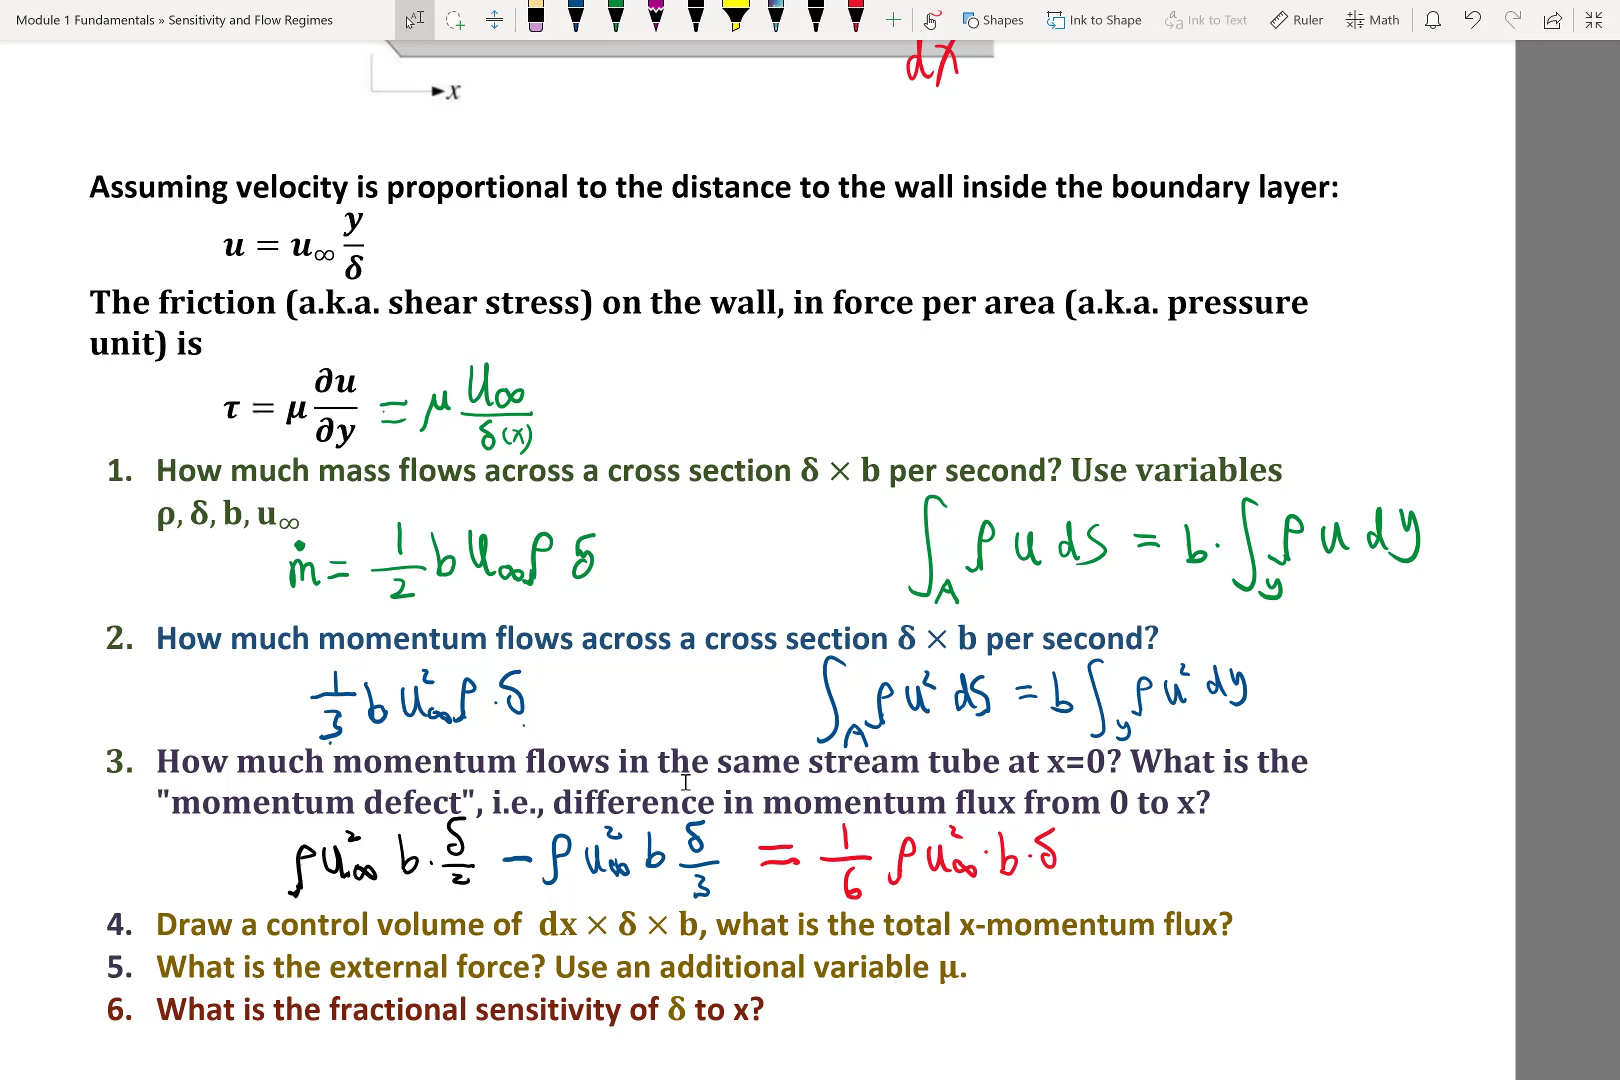 Module 1 Fundamentals » Sensitivity and Flow Regimes Shapes Ink to Shape Ink to Text Ruler Math
dx
x
Assuming velocity is proportional to the distance to the wall inside the boundary layer:
u = u∞ y/δ
The friction (a.k.a. shear stress) on the wall, in force per area (a.k.a. pressure
unit) is
τ = μ ∂u/∂y = μ U∞/δ(x)
1. How much mass flows across a cross section δ × b per second? Use variables
ρ, δ, b, u∞
ṁ = 1/2 b U∞ ρ δ ∫_A ρ u ds = b · ∫_y ρ u dy
2. How much momentum flows across a cross section δ × b per second?
1/3 b U∞² ρ · δ ∫_A ρ u² ds = b ∫_y ρ u² dy
3. How much momentum flows in the same stream tube at x=0? What is the
"momentum defect", i.e., difference in momentum flux from 0 to x?
ρ u∞² b · δ/2 − ρ u∞² b δ/3 = 1/6 ρ u∞² · b · δ
4. Draw a control volume of dx × δ × b, what is the total x-momentum flux?
5. What is the external force? Use an additional variable μ.
6. What is the fractional sensitivity of δ to x?